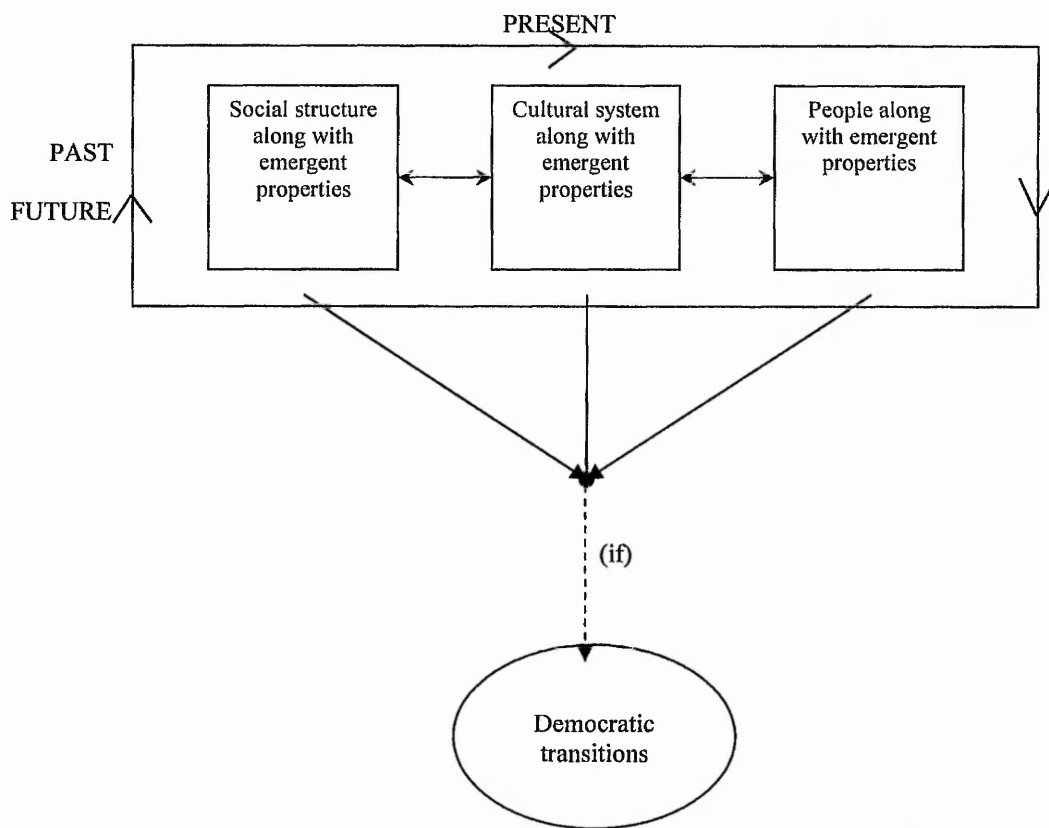 PRESENT
Social structure
along with
emergent
properties
Cultural system
along with
emergent
properties
People along
with emergent
properties
PAST
FUTURE
(if)
Democratic
transitions